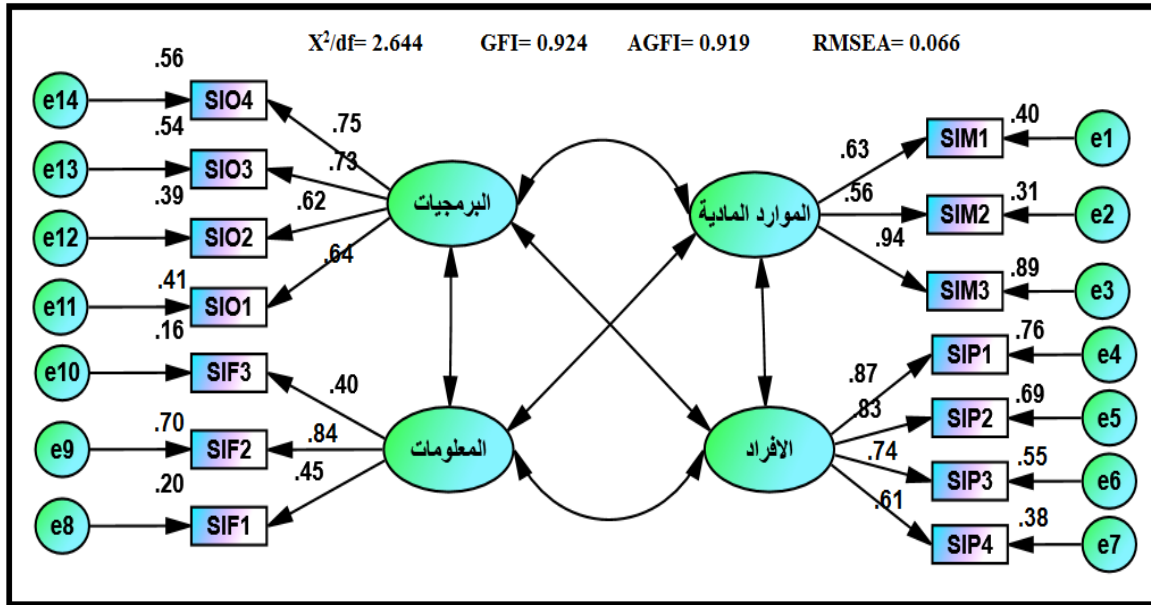 X²/df= 2.644 GFI= 0.924 AGFI= 0.919 RMSEA= 0.066
.56
e14 SIO4
.75
.54
e13 SIO3
.73
.39
e12 SIO2
.62
.41
e11 SIO1
.64
البرمجيات
.16
e10 SIF3
.40
.70
e9 SIF2
.84
.20
e8 SIF1
.45
المعلومات
الموارد المادية
.63
SIM1 .40 e1
.56
SIM2 .31 e2
.94
SIM3 .89 e3
الافراد
.87
SIP1 .76 e4
.83
SIP2 .69 e5
.74
SIP3 .55 e6
.61
SIP4 .38 e7